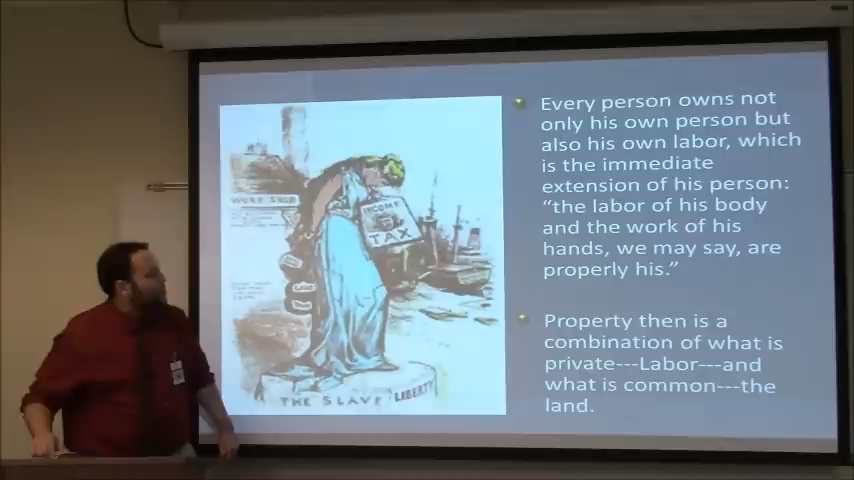 WORK SHOP
INCOME
TAX
THE SLAVE LIBERTY
Every person owns not
only his own person but
also his own labor, which
is the immediate
extension of his person:
“the labor of his body
and the work of his
hands, we may say, are
properly his.”
Property then is a
combination of what is
private---Labor---and
what is common---the
land.